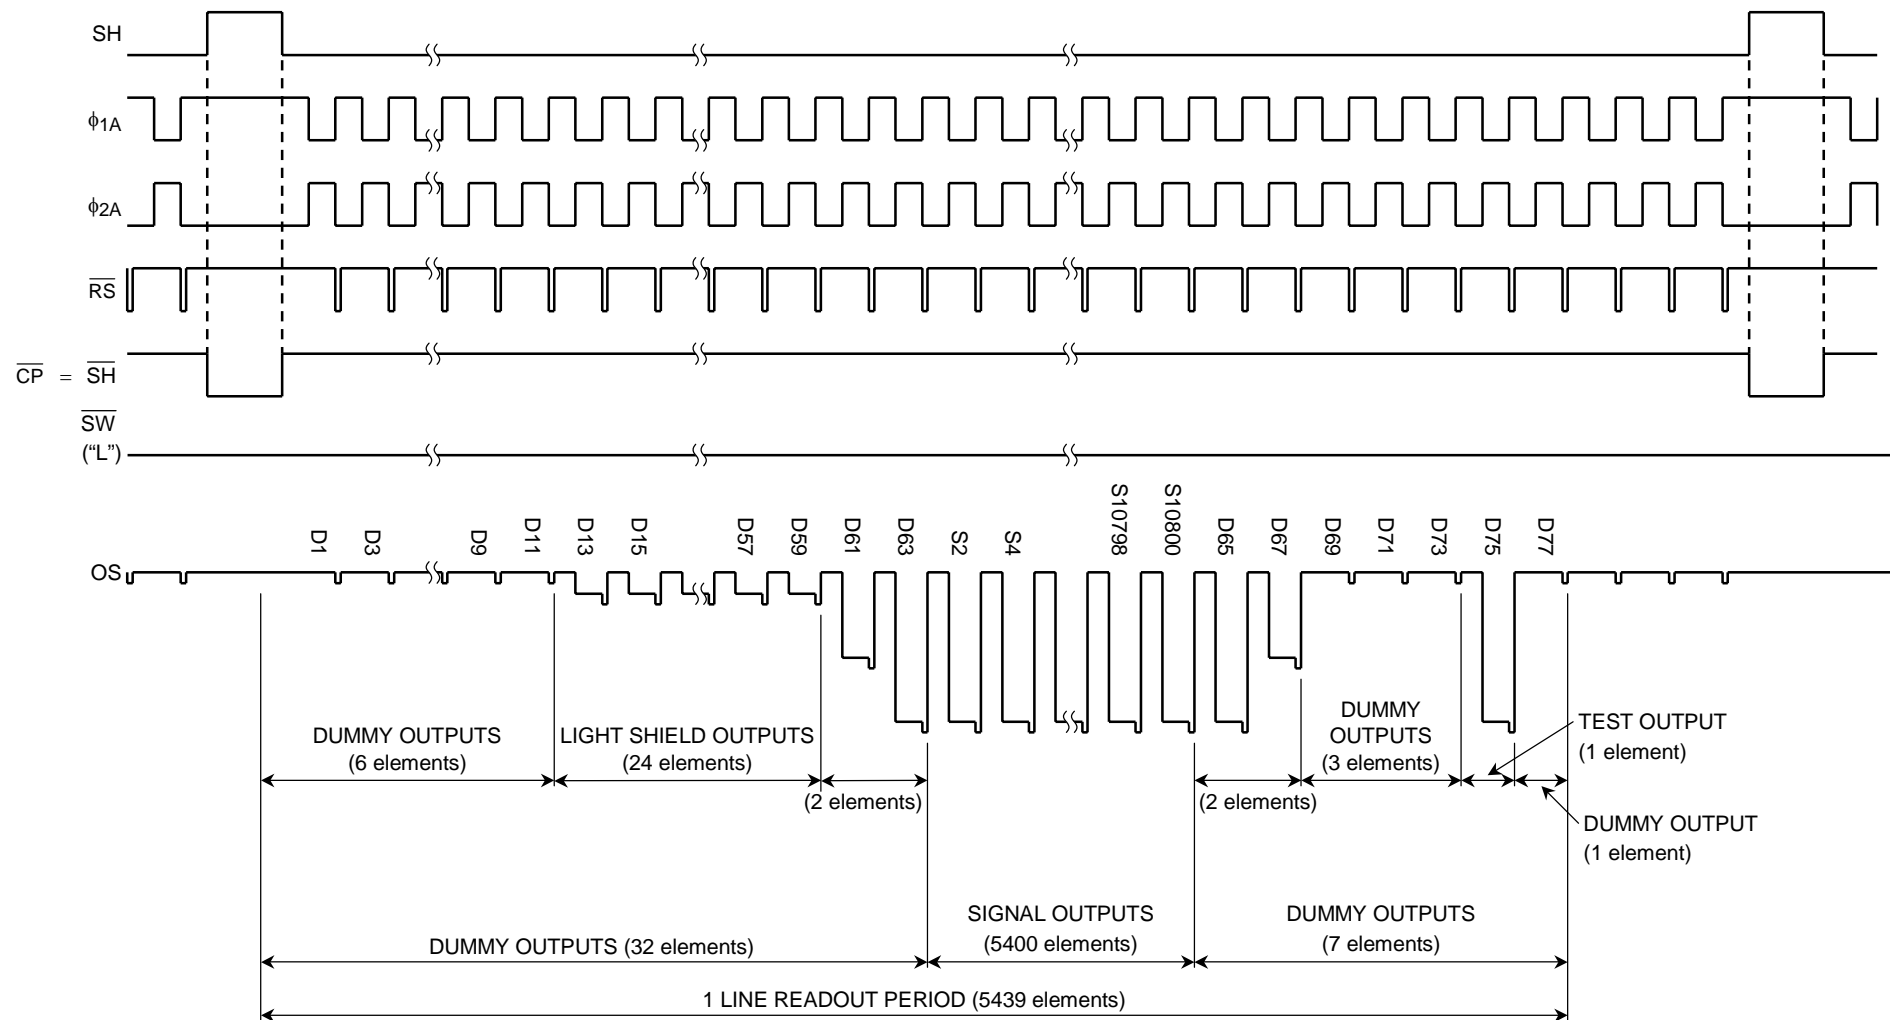 SH
ϕ1A
ϕ2A
RS
CP = SH
SW
(“L”)
D1 D3 D9 D11 D13 D15 D57 D59 D61 D63 S2 S4 S10798 S10800 D65 D67 D69 D71 D73 D75 D77
OS
DUMMY OUTPUTS
(6 elements)
LIGHT SHIELD OUTPUTS
(24 elements)
(2 elements)
(2 elements)
DUMMY
OUTPUTS
(3 elements)
TEST OUTPUT
(1 element)
DUMMY OUTPUT
(1 element)
DUMMY OUTPUTS (32 elements)
SIGNAL OUTPUTS
(5400 elements)
DUMMY OUTPUTS
(7 elements)
1 LINE READOUT PERIOD (5439 elements)